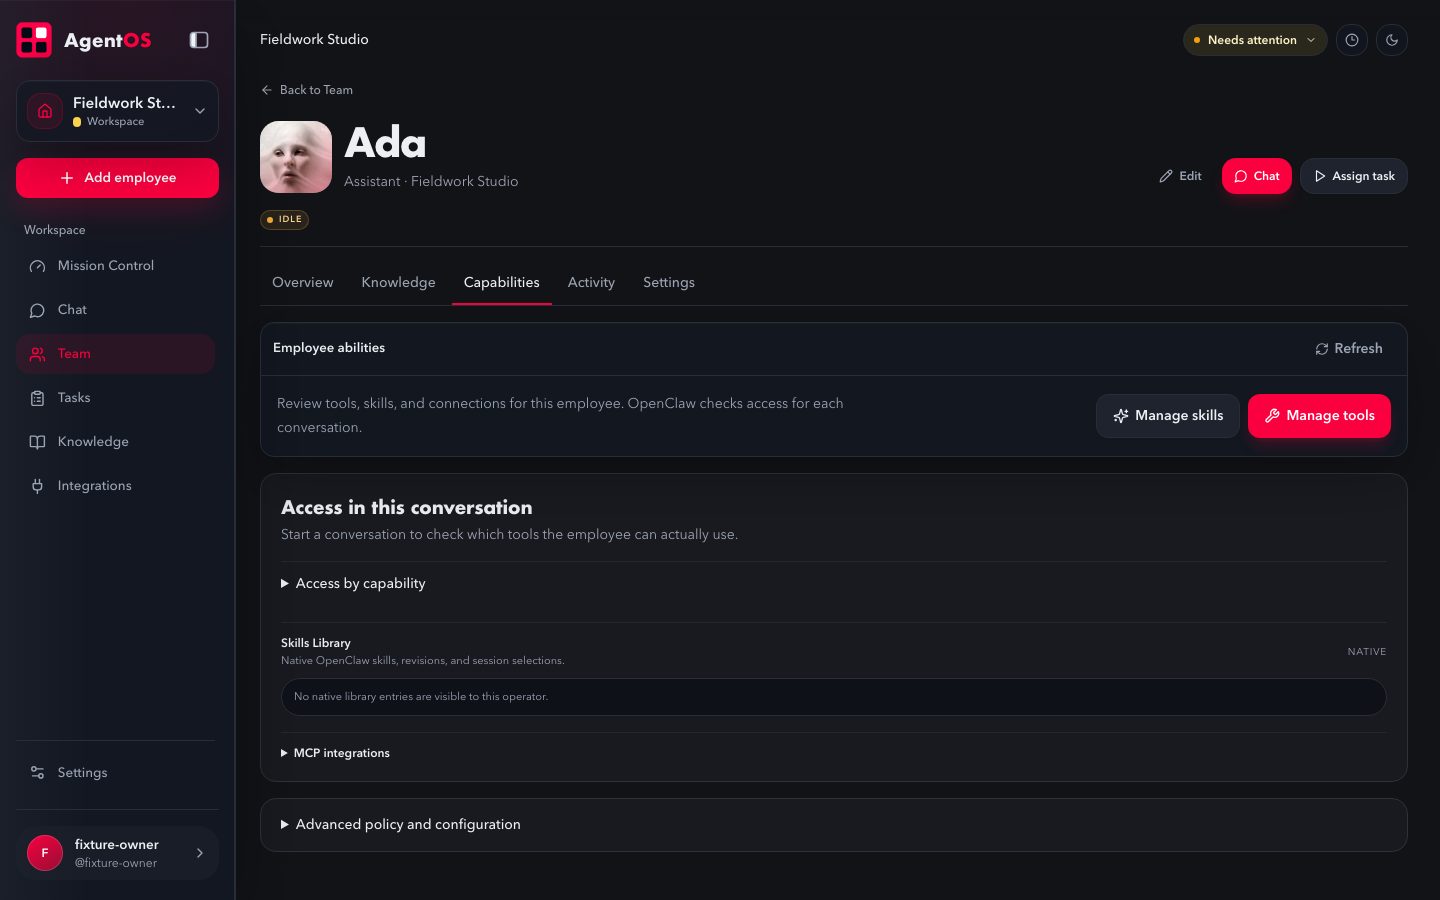 AgentOS
Fieldwork St...
Workspace
Add employee
Workspace
Mission Control
Chat
Team
Tasks
Knowledge
Integrations
Settings
F
fixture-owner
@fixture-owner
Fieldwork Studio
Needs attention
Back to Team
Ada
Assistant · Fieldwork Studio
IDLE
Edit
Chat
Assign task
Overview
Knowledge
Capabilities
Activity
Settings
Employee abilities
Refresh
Review tools, skills, and connections for this employee. OpenClaw checks access for each
conversation.
Manage skills
Manage tools
Access in this conversation
Start a conversation to check which tools the employee can actually use.
Access by capability
Skills Library
Native OpenClaw skills, revisions, and session selections.
NATIVE
No native library entries are visible to this operator.
MCP integrations
Advanced policy and configuration